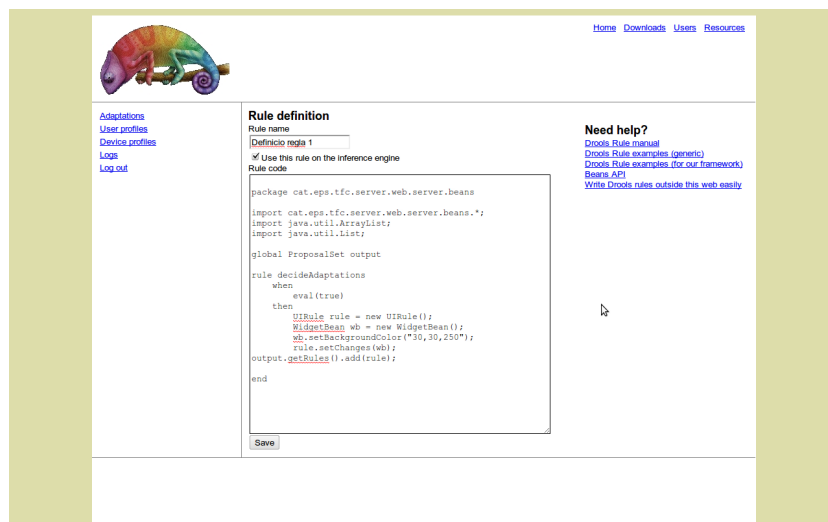 Home Downloads Users Resources
Adaptations
User profiles
Device profiles
Logs
Log out
Rule definition
Rule name
Definicio regla 1
Use this rule on the inference engine
Rule code
package cat.eps.tfc.server.web.server.beans
import cat.eps.tfc.server.web.server.beans.*;
import java.util.ArrayList;
import java.util.List;
global ProposalSet output
rule decideAdaptations
when
eval(true)
then
UIRule rule = new UIRule();
WidgetBean wb = new WidgetBean();
wb.setBackgroundColor("30,30,250");
rule.setChanges(wb);
output.getRules().add(rule);
end
Save
Need help?
Drools Rule manual
Drools Rule examples (generic)
Drools Rule examples (for our framework)
Beans API
Write Drools rules outside this web easily